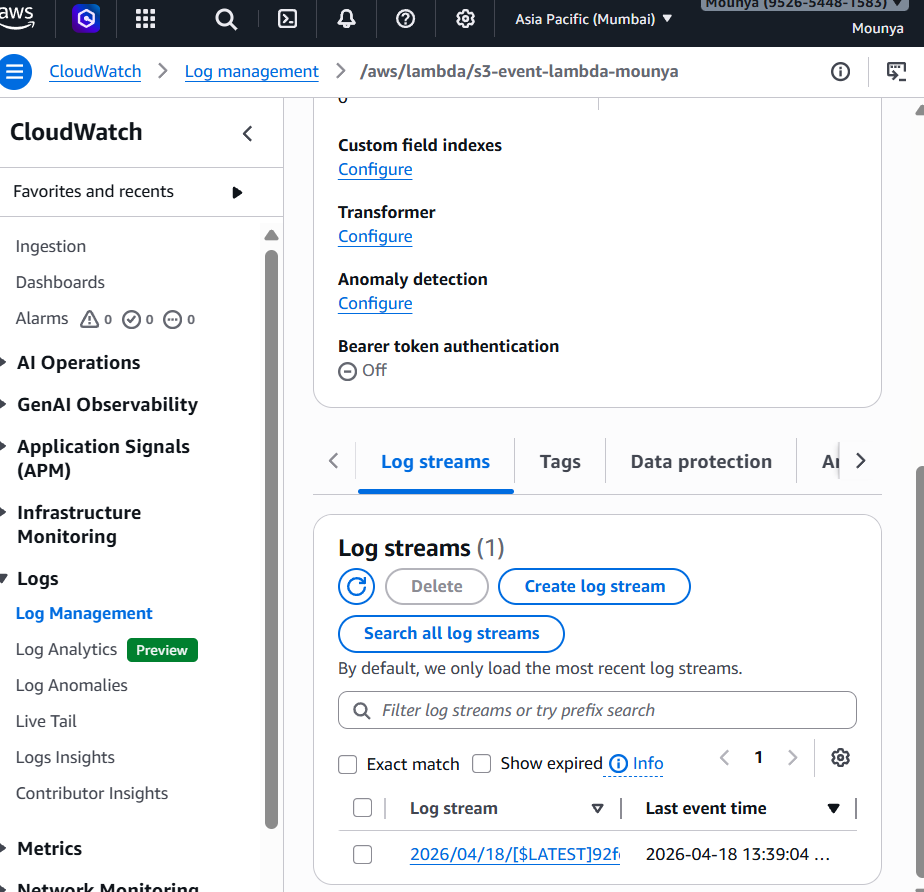 aws
Asia Pacific (Mumbai) ▼
Mounya (9526-5448-1583) ▼
Mounya
CloudWatch > Log management > /aws/lambda/s3-event-lambda-mounya
CloudWatch
Favorites and recents
Ingestion
Dashboards
Alarms 0 0 0
AI Operations
GenAI Observability
Application Signals
(APM)
Infrastructure
Monitoring
Logs
Log Management
Log Analytics Preview
Log Anomalies
Live Tail
Logs Insights
Contributor Insights
Metrics
Network Monitoring
0
Custom field indexes
Configure
Transformer
Configure
Anomaly detection
Configure
Bearer token authentication
Off
Log streams Tags Data protection
Log streams (1)
Delete Create log stream
Search all log streams
By default, we only load the most recent log streams.
Filter log streams or try prefix search
Exact match Show expired Info 1
Log stream Last event time
2026/04/18/[$LATEST]92f 2026-04-18 13:39:04 ...